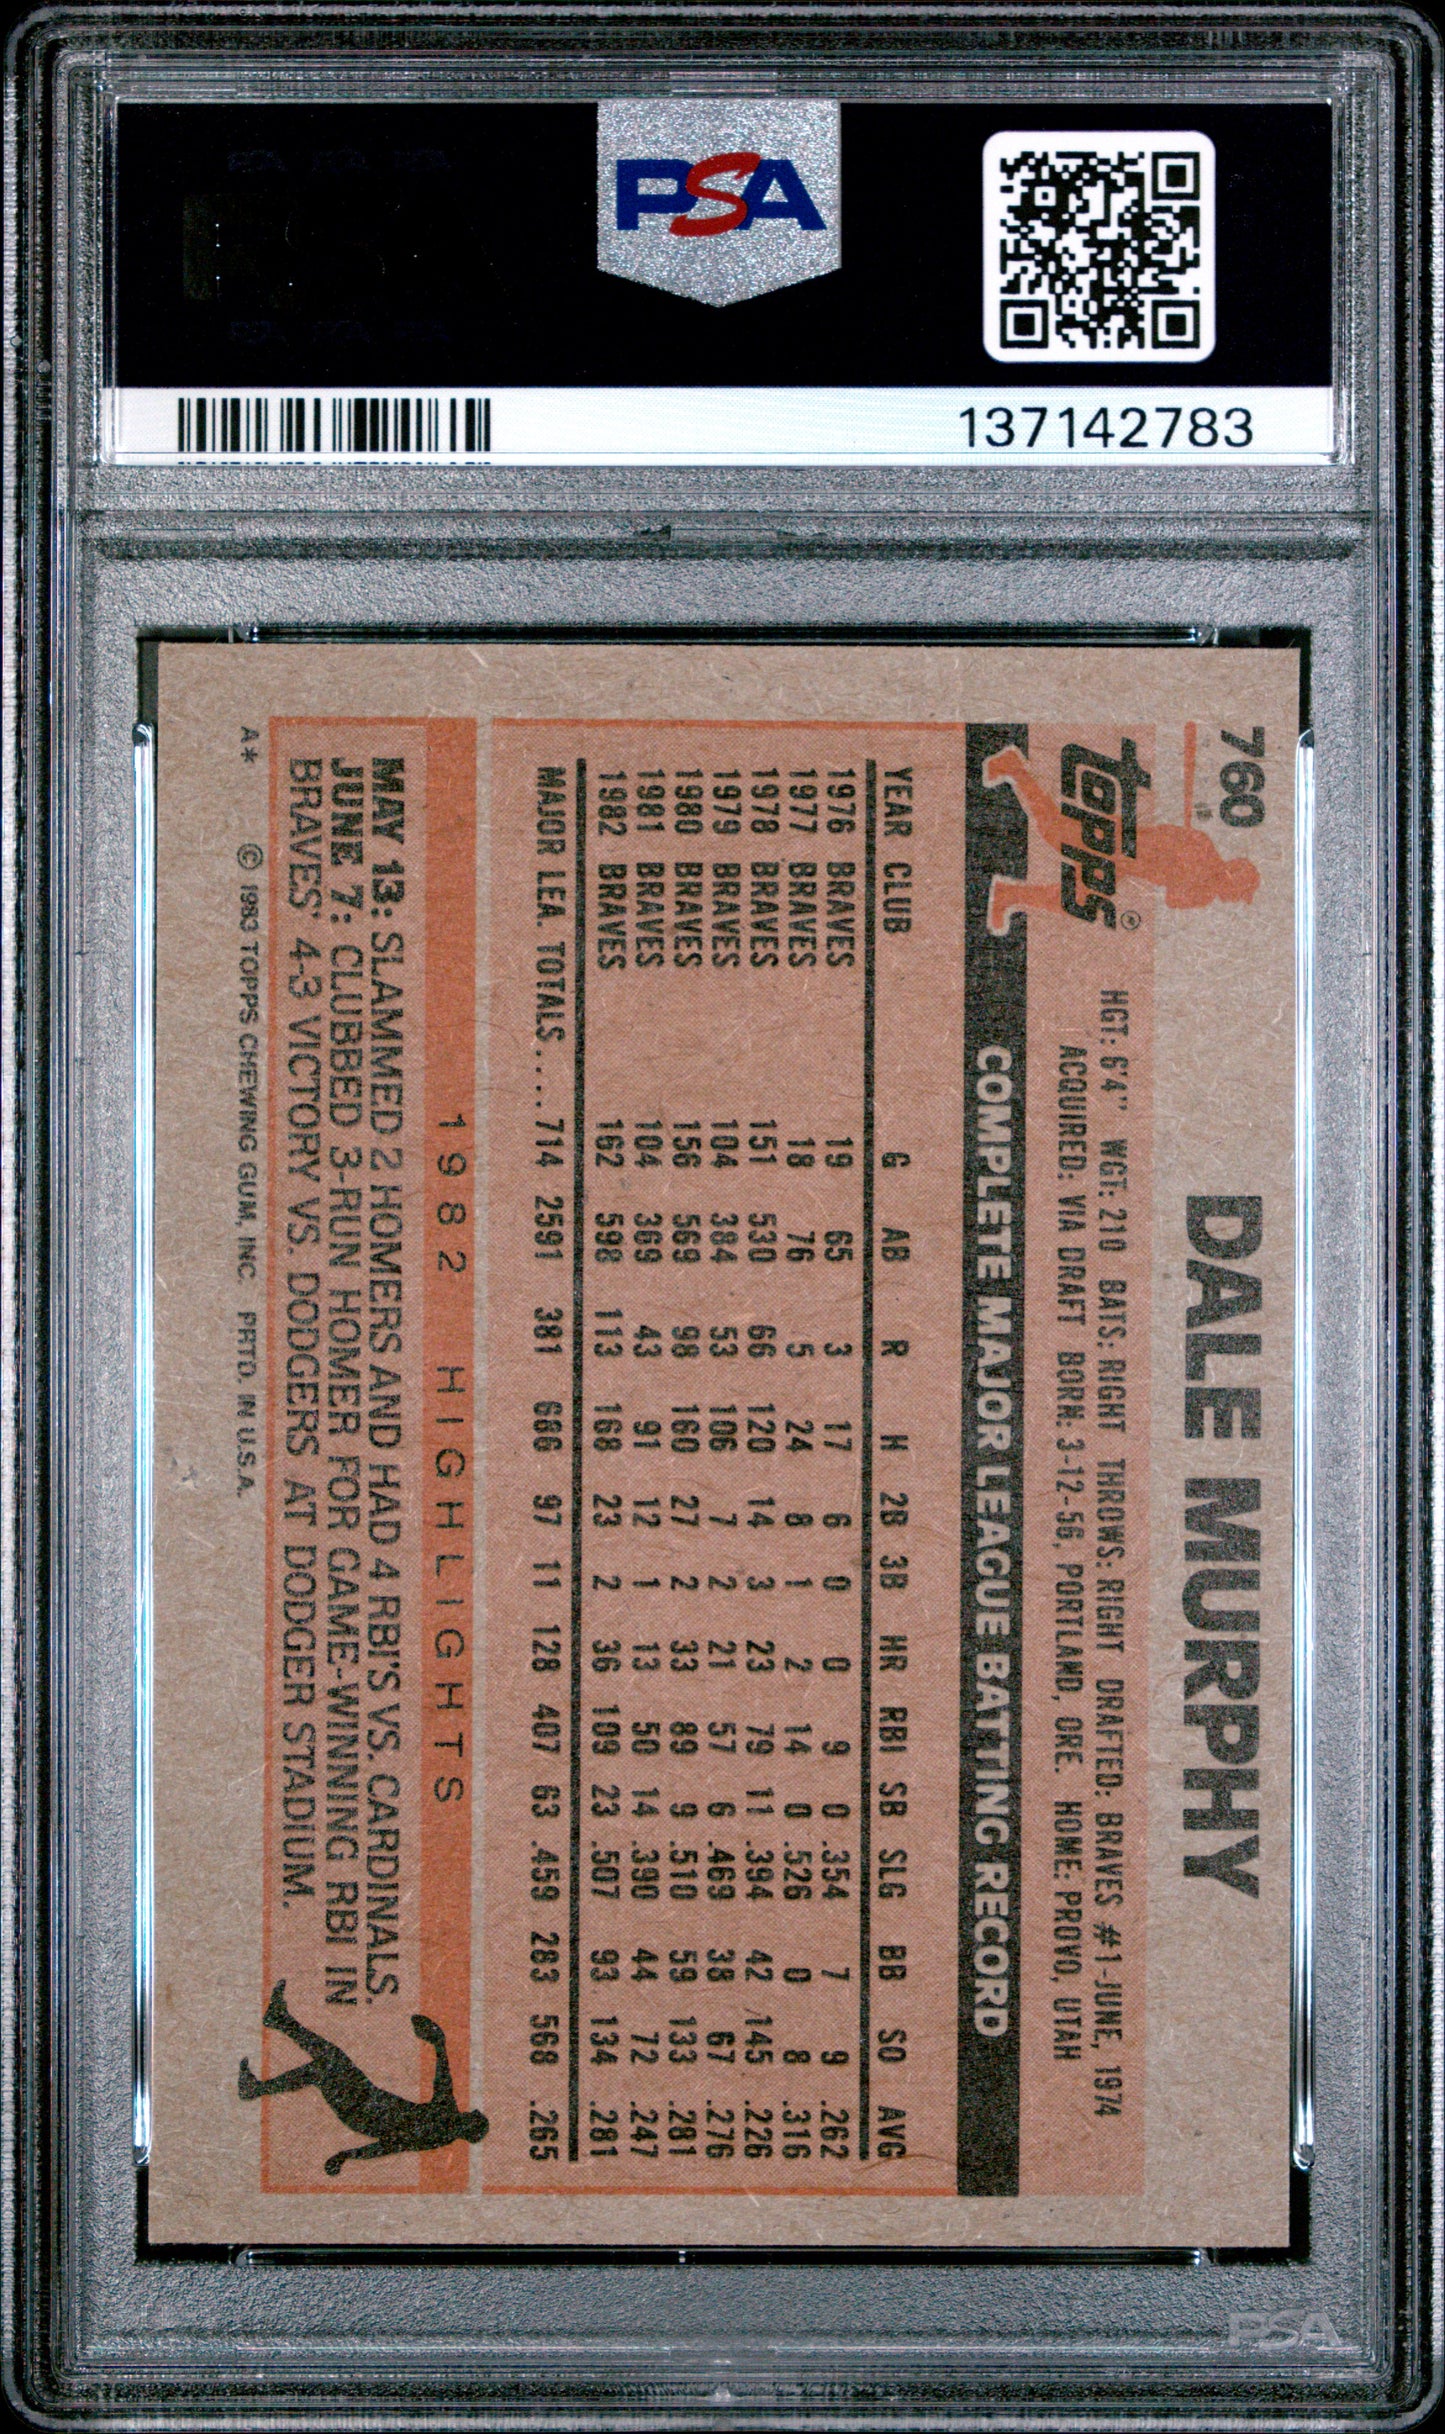 PSA
137142783
760
topps®
DALE MURPHY
HGT: 6'4" WGT: 210 BATS: RIGHT THROWS: RIGHT DRAFTED: BRAVES #1-JUNE, 1974
ACQUIRED: VIA DRAFT BORN: 3-12-56, PORTLAND, ORE. HOME: PROVO, UTAH
COMPLETE MAJOR LEAGUE BATTING RECORD
YEAR CLUB G AB R H 2B 3B HR RBI SB SLG BB SO AVG
1976 BRAVES 19 65 3 17 6 0 0 9 0 .354 7 9 .262
1977 BRAVES 18 76 5 24 8 1 2 14 0 .526 0 8 .316
1978 BRAVES 151 530 66 120 14 3 23 79 11 .394 42 145 .226
1979 BRAVES 104 384 53 106 7 2 21 57 6 .469 38 67 .276
1980 BRAVES 156 569 98 160 27 2 33 89 9 .510 59 133 .281
1981 BRAVES 104 369 43 91 12 1 13 50 14 .390 44 72 .247
1982 BRAVES 162 598 113 168 23 2 36 109 23 .507 93 134 .281
MAJOR LEA. TOTALS.... 714 2591 381 686 97 11 128 407 63 .459 283 568 .265
1982 HIGHLIGHTS
MAY 13: SLAMMED 2 HOMERS AND HAD 4 RBI'S VS. CARDINALS.
JUNE 7: CLUBBED 3-RUN HOMER FOR GAME-WINNING RBI IN
BRAVES' 4-3 VICTORY VS. DODGERS AT DODGER STADIUM.
A* © 1983 TOPPS CHEWING GUM, INC. PRTD. IN U.S.A.
PSA